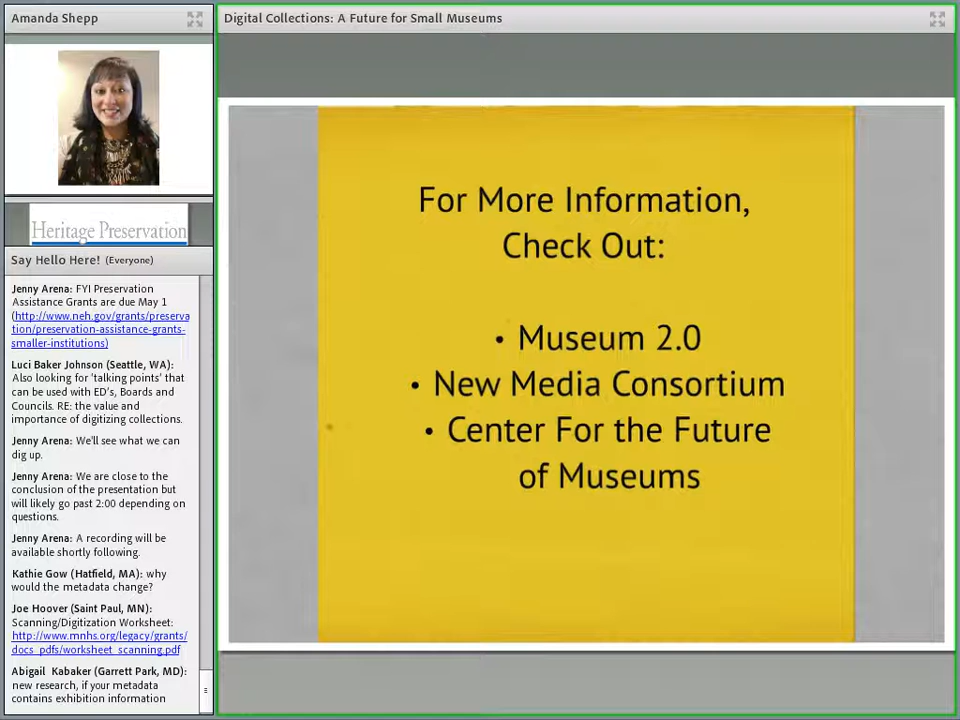 Amanda Shepp
Heritage Preservation
Say Hello Here! (Everyone)
Jenny Arena: FYI Preservation
Assistance Grants are due May 1
(http://www.neh.gov/grants/preserva
tion/preservation-assistance-grants-
smaller-institutions)
Luci Baker Johnson (Seattle, WA):
Also looking for 'talking points' that
can be used with ED's, Boards and
Councils. RE: the value and
importance of digitizing collections.
Jenny Arena: We'll see what we can
dig up.
Jenny Arena: We are close to the
conclusion of the presentation but
will likely go past 2:00 depending on
questions.
Jenny Arena: A recording will be
available shortly following.
Kathie Gow (Hatfield, MA): why
would the metadata change?
Joe Hoover (Saint Paul, MN):
Scanning/Digitization Worksheet:
http://www.mnhs.org/legacy/grants/
docs_pdfs/worksheet_scanning.pdf
Abigail Kabaker (Garrett Park, MD):
new research, if your metadata
contains exhibition information
Digital Collections: A Future for Small Museums
For More Information,
Check Out:
• Museum 2.0
• New Media Consortium
• Center For the Future
of Museums